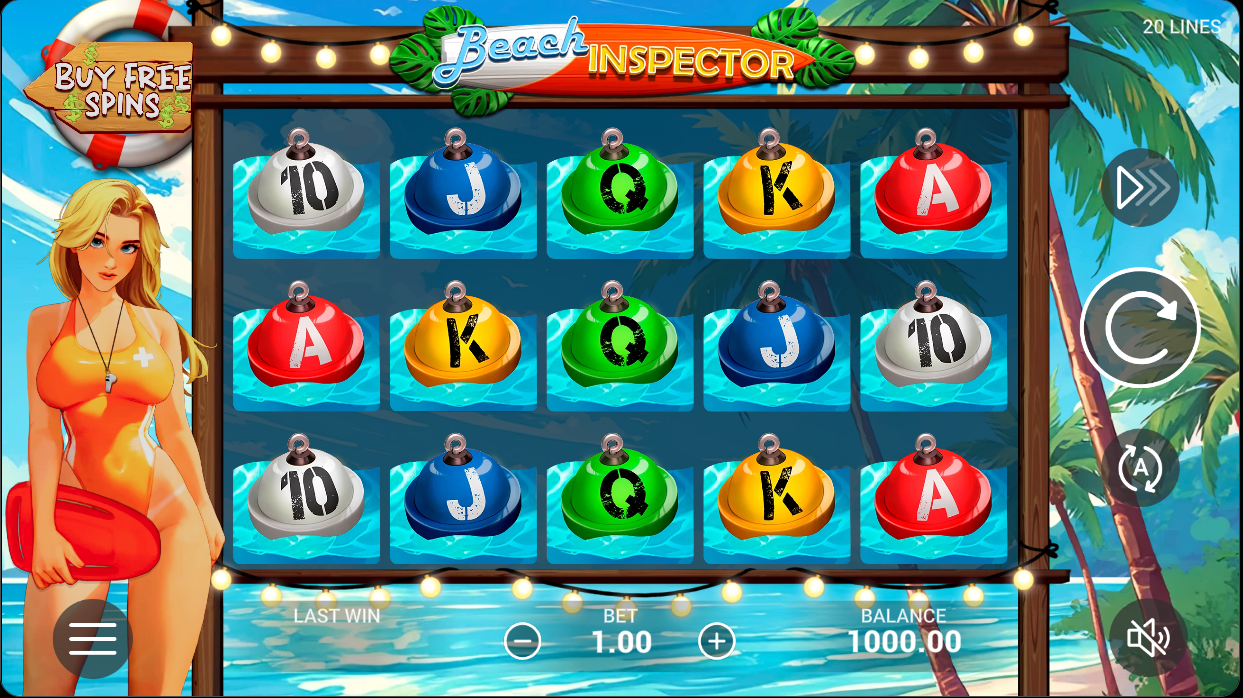 20 LINES
Beach INSPECTOR
BUY FREE
SPINS
10 J Q K A
A K Q J 10
10 J Q K A
A
LAST WIN
BET
1.00
BALANCE
1000.00